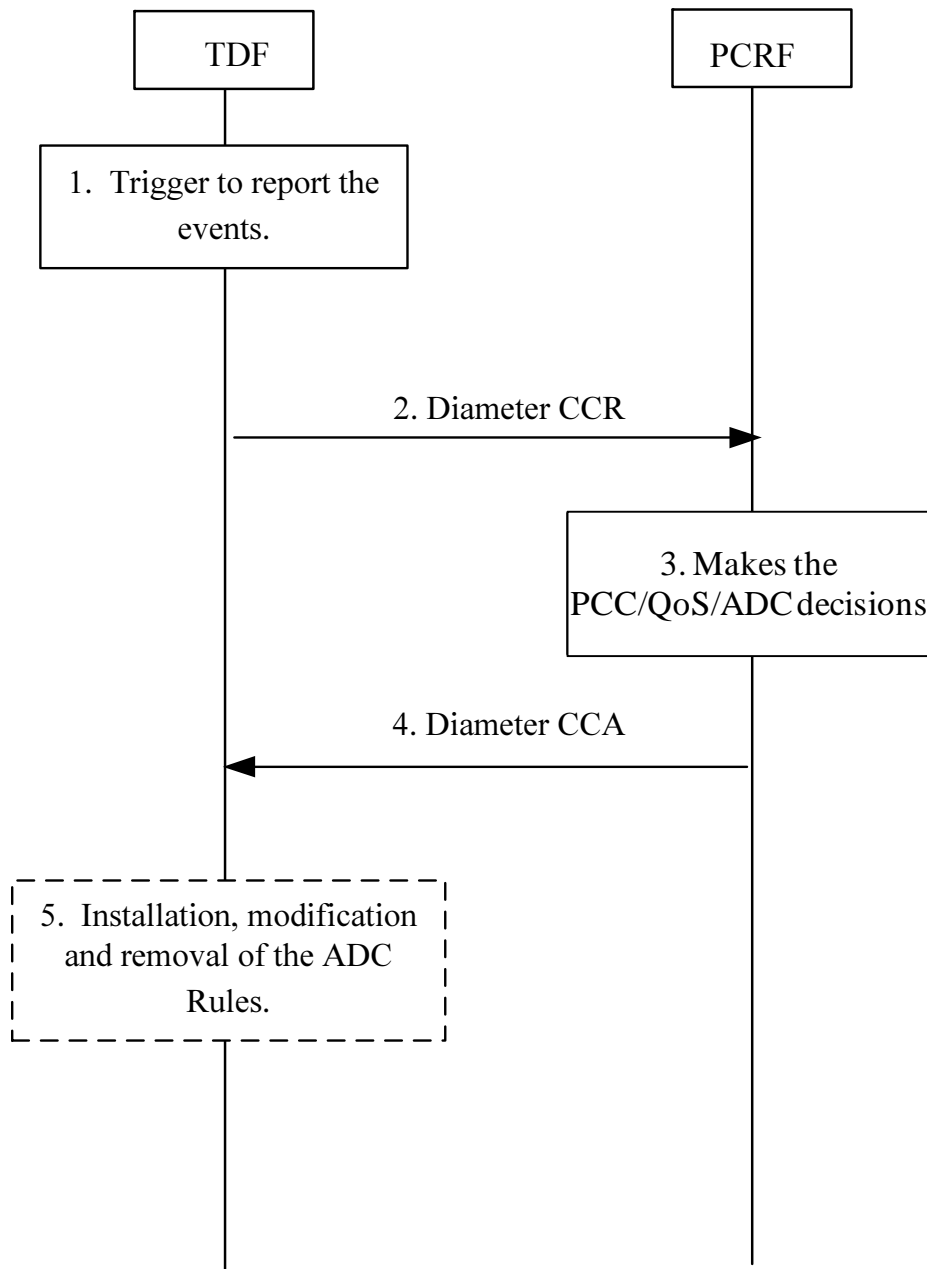 TDF
PCRF
1. Trigger to report the
events.
2. Diameter CCR
3. Makes the
PCC/QoS/ADC decisions
4. Diameter CCA
5. Installation, modification
and removal of the ADC
Rules.